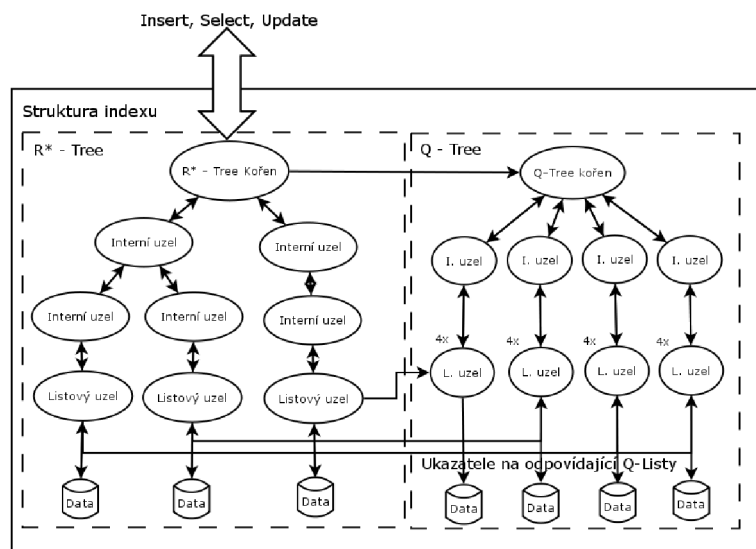 Insert, Select, Update
Struktura indexu
R* - Tree
Q - Tree
R* - Tree Kořen
Q-Tree kořen
Interní uzel
Interní uzel
I. uzel
I. uzel
I. uzel
I. uzel
Interní uzel
Interní uzel
Interní uzel
4x
4x
4x
4x
Listový uzel
Listový uzel
Listový uzel
L. uzel
L. uzel
L. uzel
L. uzel
Ukazatele na odpovídající Q-Listy
Data
Data
Data
Data
Data
Data
Data